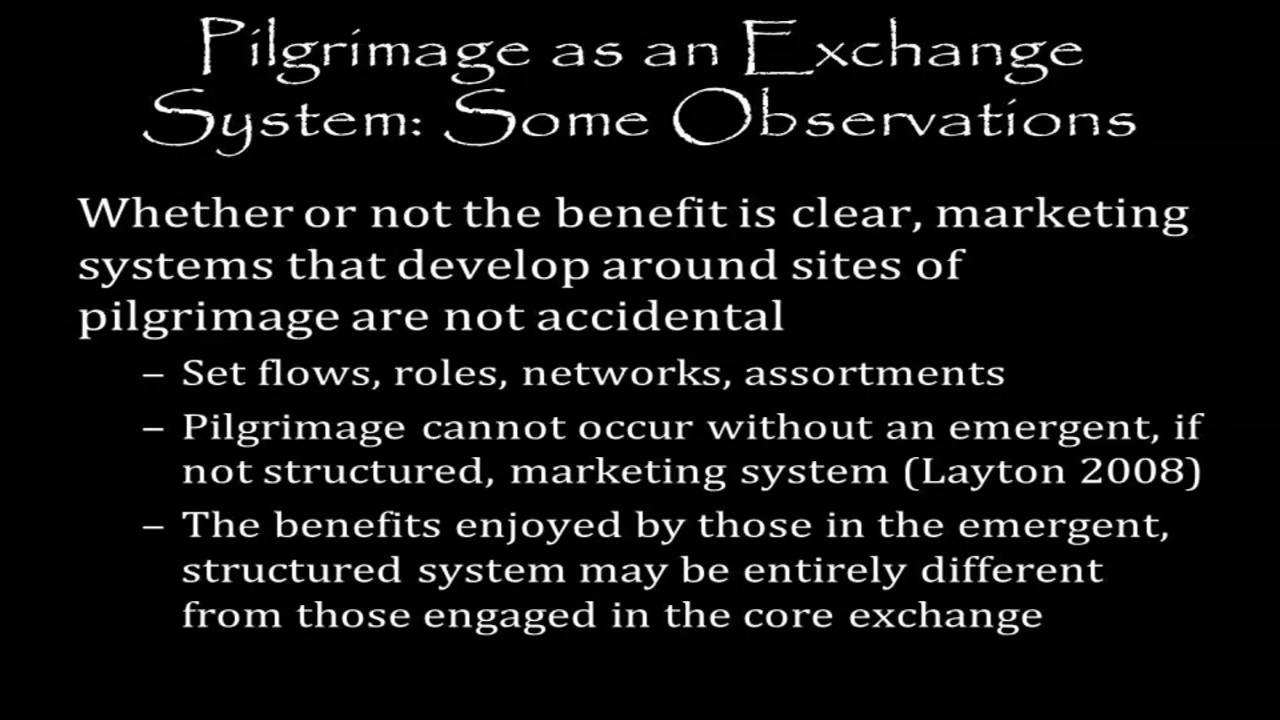 Pilgrimage as an Exchange
System: Some Observations
Whether or not the benefit is clear, marketing
systems that develop around sites of
pilgrimage are not accidental
– Set flows, roles, networks, assortments
– Pilgrimage cannot occur without an emergent, if
not structured, marketing system (Layton 2008)
– The benefits enjoyed by those in the emergent,
structured system may be entirely different
from those engaged in the core exchange